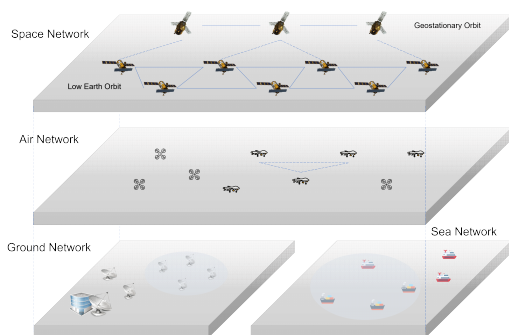 Space Network
Geostationary Orbit
Low Earth Orbit
Air Network
Ground Network
Sea Network